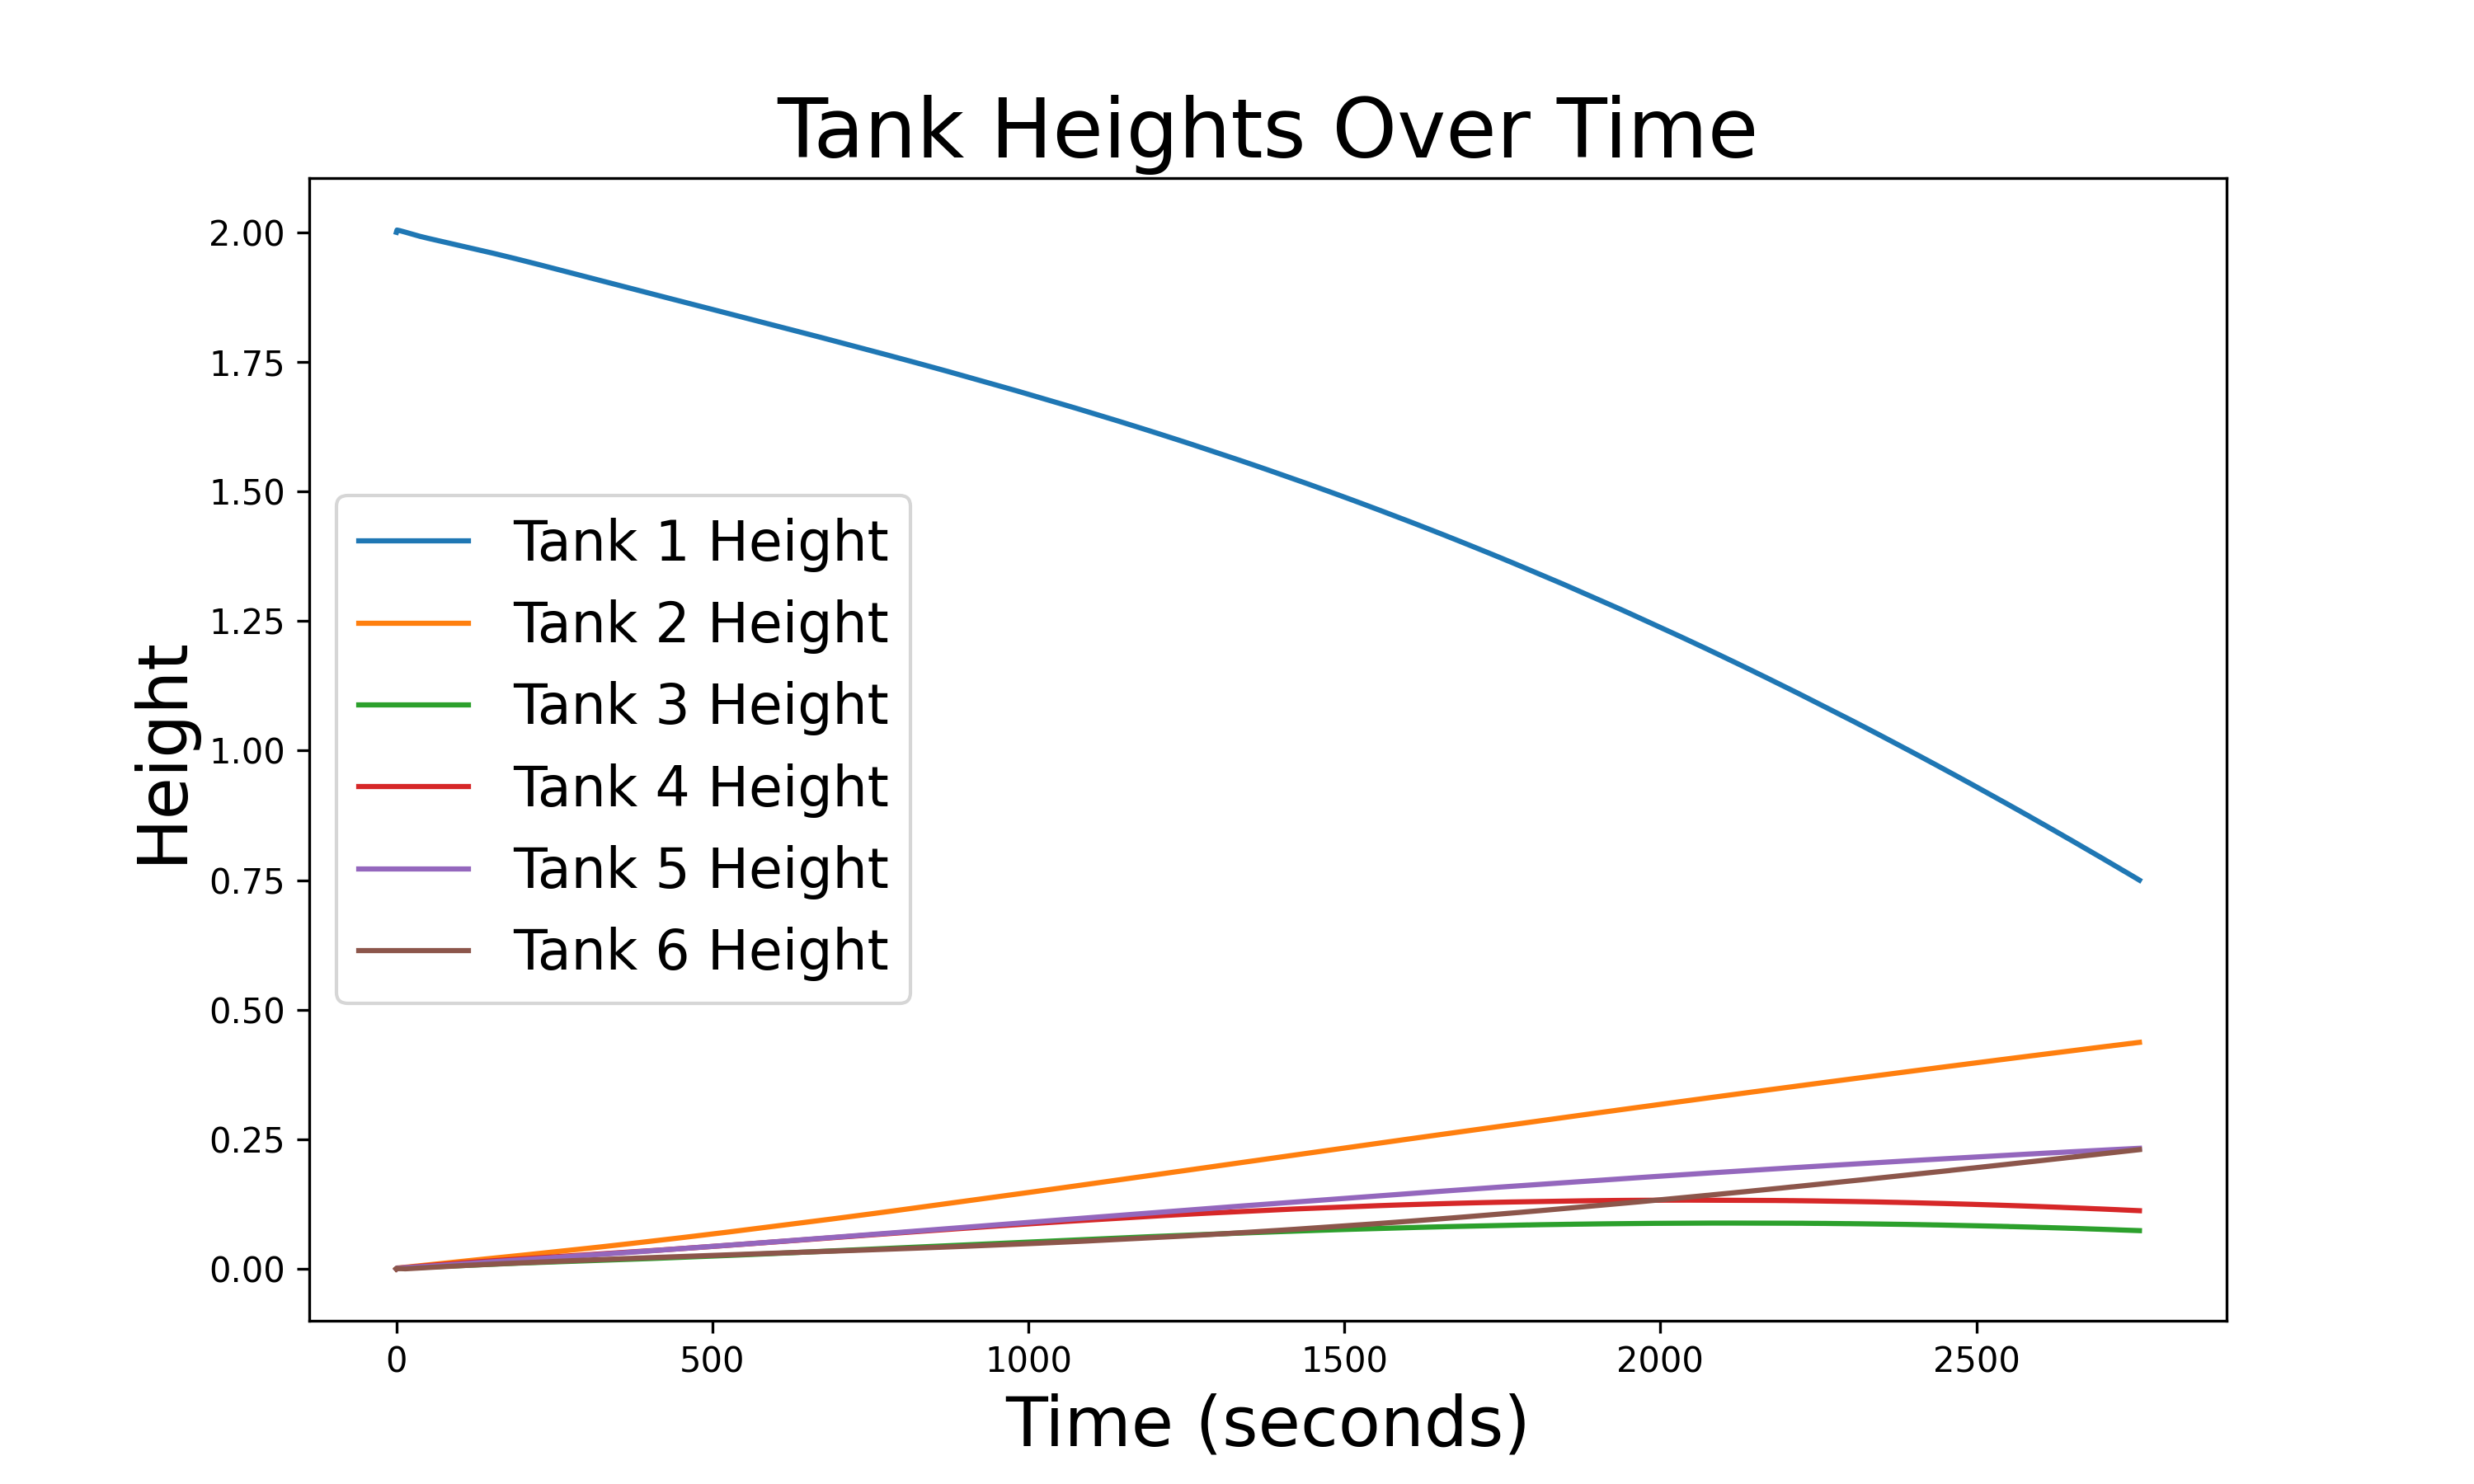 Tank Heights Over Time
Height
2.00
1.75
1.50
1.25
1.00
0.75
0.50
0.25
0.00
Tank 1 Height
Tank 2 Height
Tank 3 Height
Tank 4 Height
Tank 5 Height
Tank 6 Height
0 500 1000 1500 2000 2500
Time (seconds)